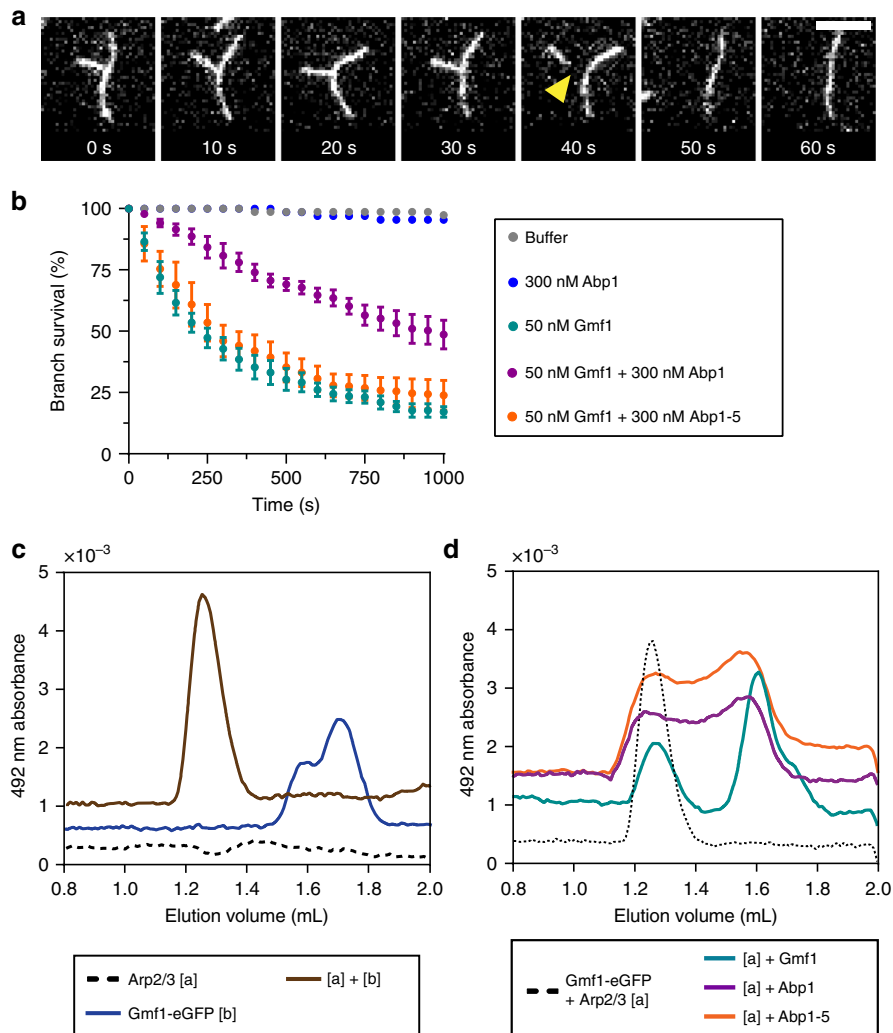 a
0 s
10 s
20 s
30 s
40 s
50 s
60 s
b
100
75
50
25
0
Branch survival (%)
0
250
500
750
1000
Time (s)
Buffer
300 nM Abp1
50 nM Gmf1
50 nM Gmf1 + 300 nM Abp1
50 nM Gmf1 + 300 nM Abp1-5
c
×10⁻³
5
4
3
2
1
0
492 nm absorbance
0.8
1.0
1.2
1.4
1.6
1.8
2.0
Elution volume (mL)
Arp2/3 [a]
[a] + [b]
Gmf1-eGFP [b]
d
×10⁻³
5
4
3
2
1
0
492 nm absorbance
0.8
1.0
1.2
1.4
1.6
1.8
2.0
Elution volume (mL)
Gmf1-eGFP
+ Arp2/3 [a]
[a] + Gmf1
[a] + Abp1
[a] + Abp1-5